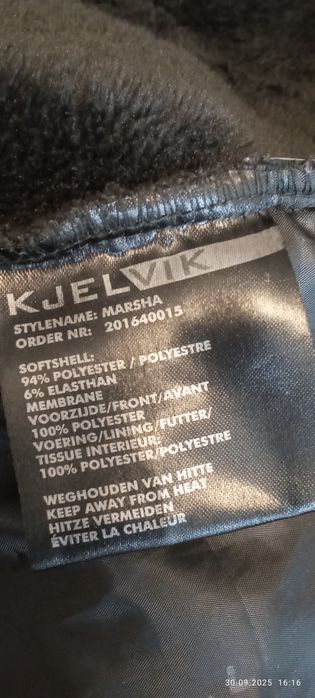 KJELVIK
STYLENAME: MARSHA
ORDER NR: 201640015
SOFTSHELL:
94% POLYESTER / POLYESTRE
6% ELASTHAN
MEMBRANE
VOORZIJDE/FRONT/AVANT
100% POLYESTER
VOERING/LINING/FUTTER/
TISSUE INTERIEUR:
100% POLYESTER/POLYESTRE
WEGHOUDEN VAN HITTE
KEEP AWAY FROM HEAT
HITZE VERMEIDEN
ÉVITER LA CHALEUR
30.09.2025 16:16